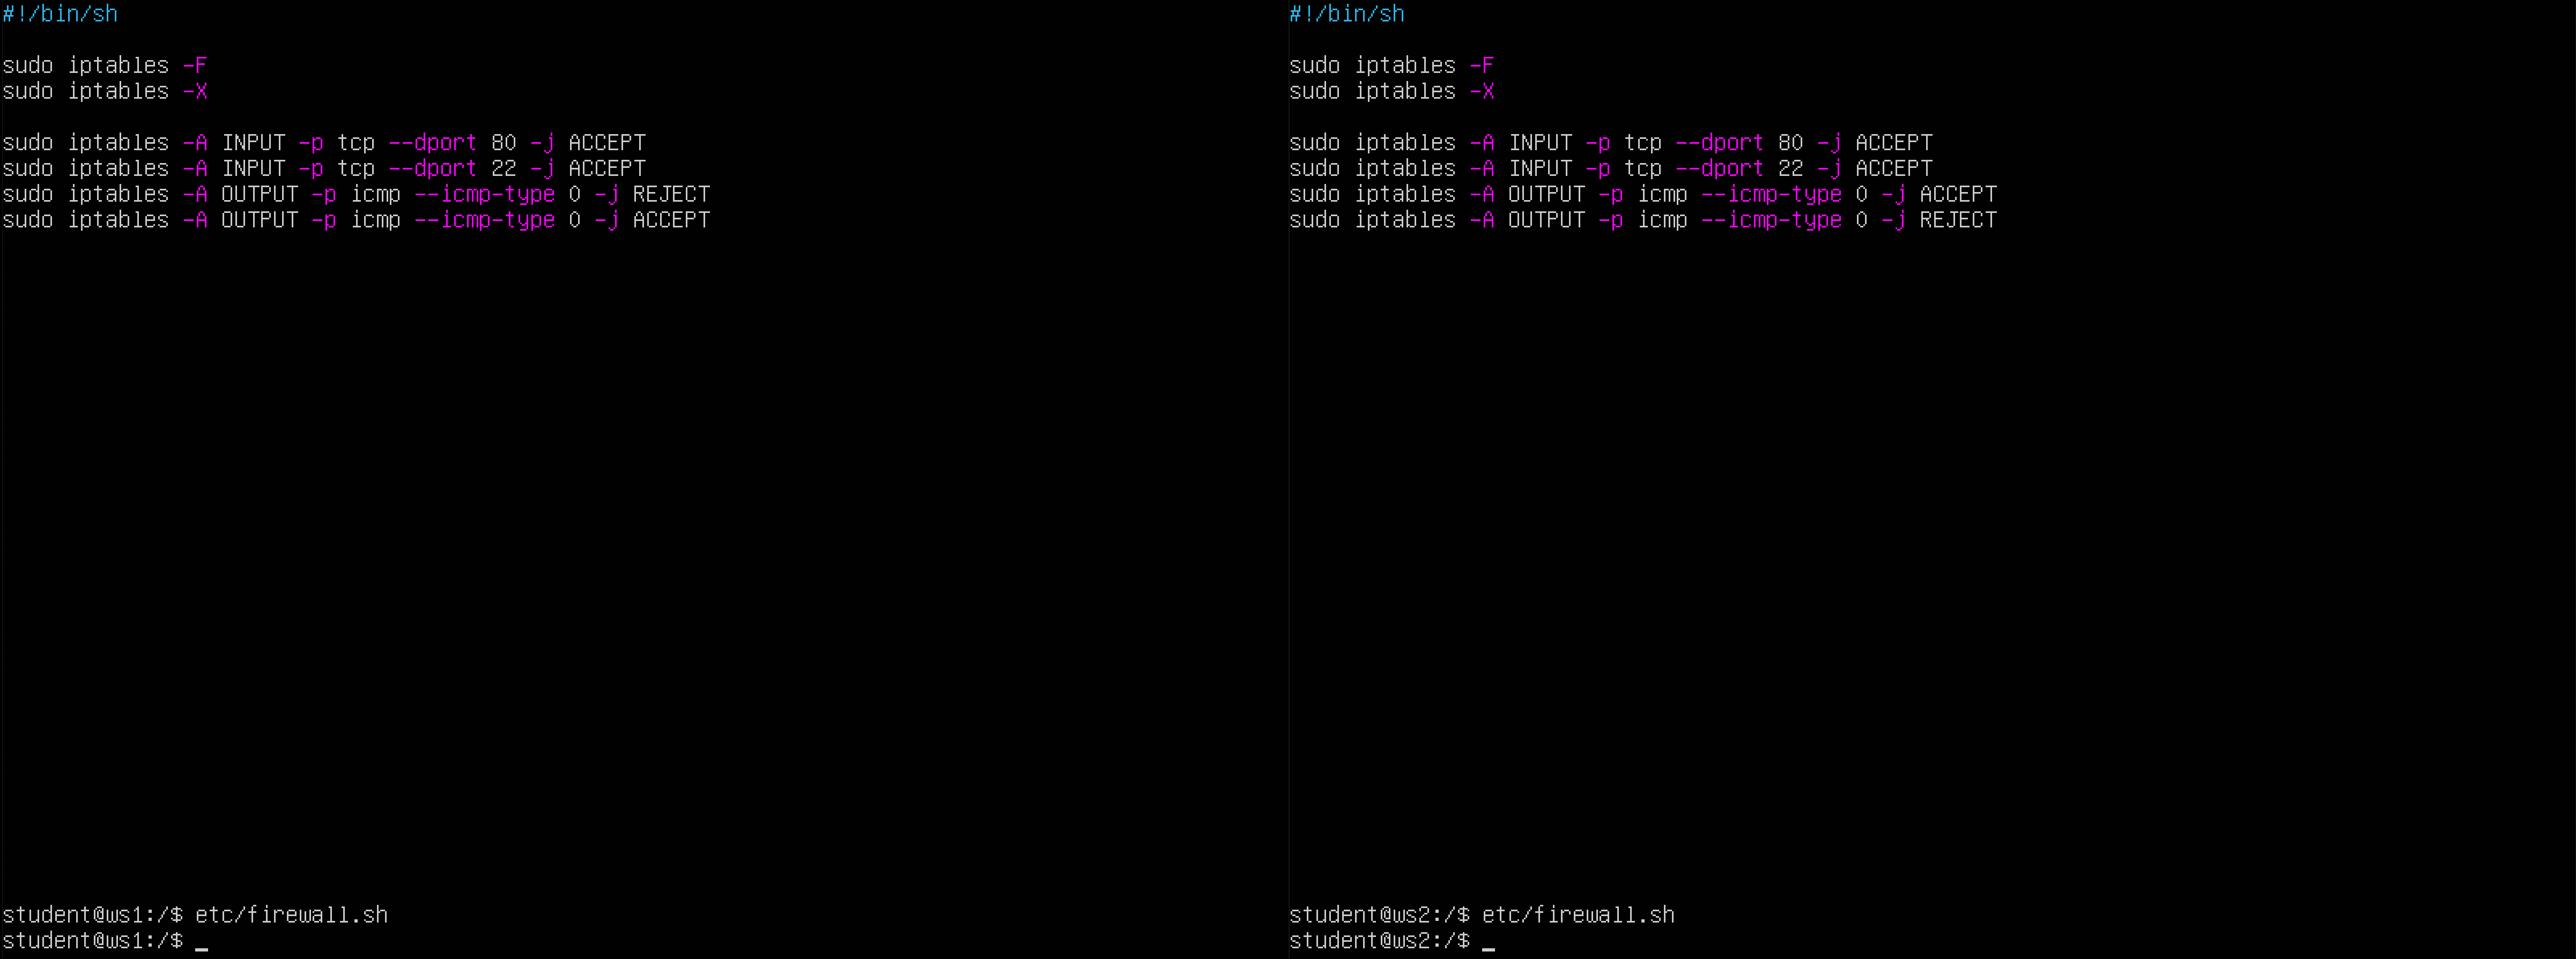 #!/bin/sh
sudo iptables -F
sudo iptables -X
sudo iptables -A INPUT -p tcp --dport 80 -j ACCEPT
sudo iptables -A INPUT -p tcp --dport 22 -j ACCEPT
sudo iptables -A OUTPUT -p icmp --icmp-type 0 -j REJECT
sudo iptables -A OUTPUT -p icmp --icmp-type 0 -j ACCEPT
student@ws1:/$ etc/firewall.sh
student@ws1:/$ _
#!/bin/sh
sudo iptables -F
sudo iptables -X
sudo iptables -A INPUT -p tcp --dport 80 -j ACCEPT
sudo iptables -A INPUT -p tcp --dport 22 -j ACCEPT
sudo iptables -A OUTPUT -p icmp --icmp-type 0 -j ACCEPT
sudo iptables -A OUTPUT -p icmp --icmp-type 0 -j REJECT
student@ws2:/$ etc/firewall.sh
student@ws2:/$ _